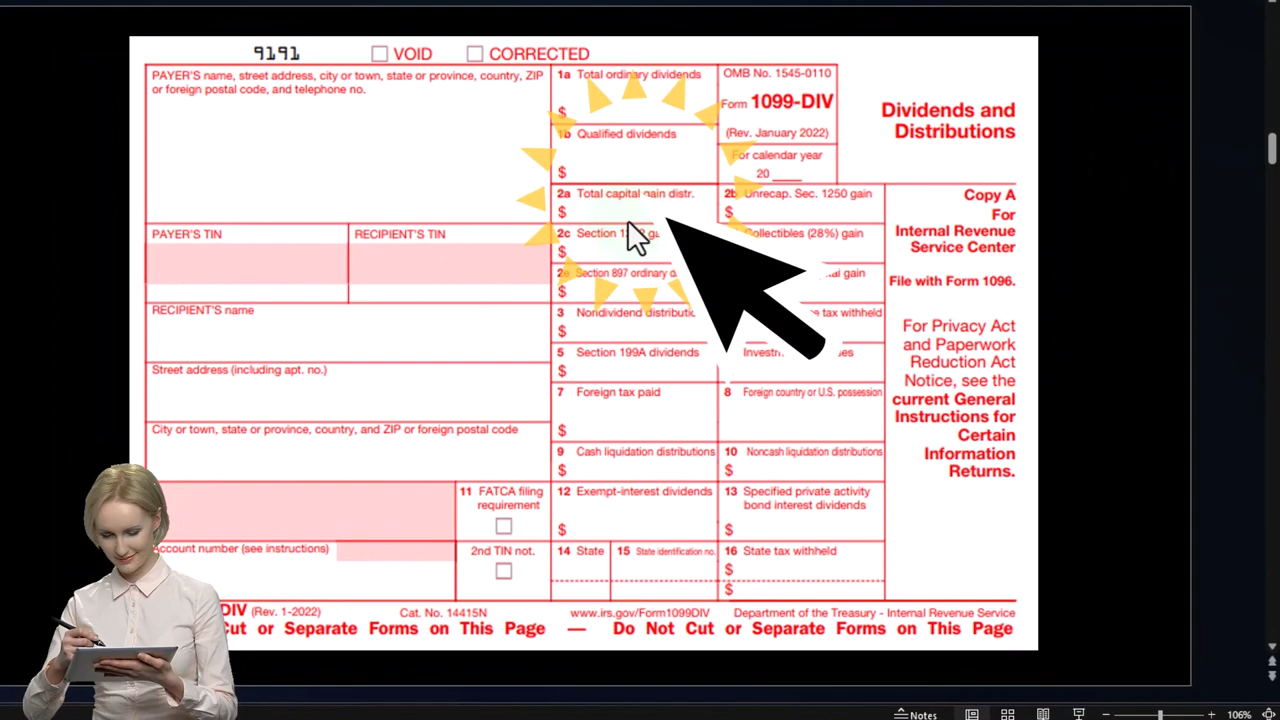 9191
VOID
CORRECTED
PAYER'S name, street address, city or town, state or province, country, ZIP
or foreign postal code, and telephone no.
1a Total ordinary dividends
$
1b Qualified dividends
$
OMB No. 1545-0110
Form 1099-DIV
(Rev. January 2022)
For calendar year
20 ____
Dividends and
Distributions
2a Total capital gain distr.
$
2b Unrecap. Sec. 1250 gain
$
Copy A
For
Internal Revenue
Service Center
File with Form 1096.
For Privacy Act
and Paperwork
Reduction Act
Notice, see the
current General
Instructions for
Certain
Information
Returns.
PAYER'S TIN
RECIPIENT'S TIN
2c Section
$
Collectibles (28%) gain
2e Section 897 ordinary
$
gain
RECIPIENT'S name
3 Nondividend
$
tax withheld
Street address (including apt. no.)
5 Section 199A dividends
$
7 Foreign tax paid
$
8 Foreign country or U.S. possession
City or town, state or province, country, and ZIP or foreign postal code
9 Cash liquidation distributions
$
10 Noncash liquidation distributions
$
11 FATCA filing
requirement
12 Exempt-interest dividends
$
13 Specified private activity
bond interest dividends
$
Account number (see instructions)
2nd TIN not.
14 State
15 State identification no.
16 State tax withheld
$
$
DIV (Rev. 1-2022)
Cat. No. 14415N
www.irs.gov/Form1099DIV
Department of the Treasury - Internal Revenue Service
Cut or Separate Forms on This Page — Do Not Cut or Separate Forms on This Page
Notes
106%